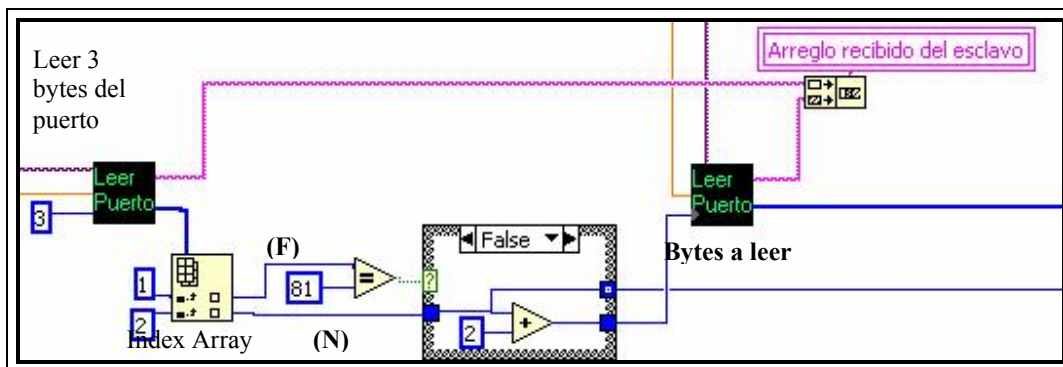 Leer 3
bytes del
puerto
Arreglo recibido del esclavo
Leer
Puerto
3
Leer
Puerto
Bytes a leer
(F)
False
1
81
=
?
2
Index Array
(N)
2
+